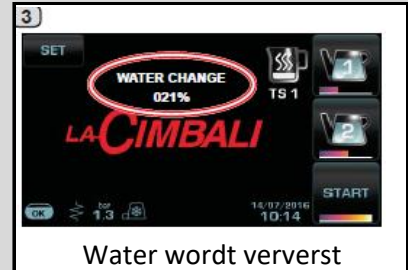 3
SET
WATER CHANGE
021%
TS 1
1
LA CIMBALI
2
START
OK
bar
1,3
14/07/2016
10:14
Water wordt ververst